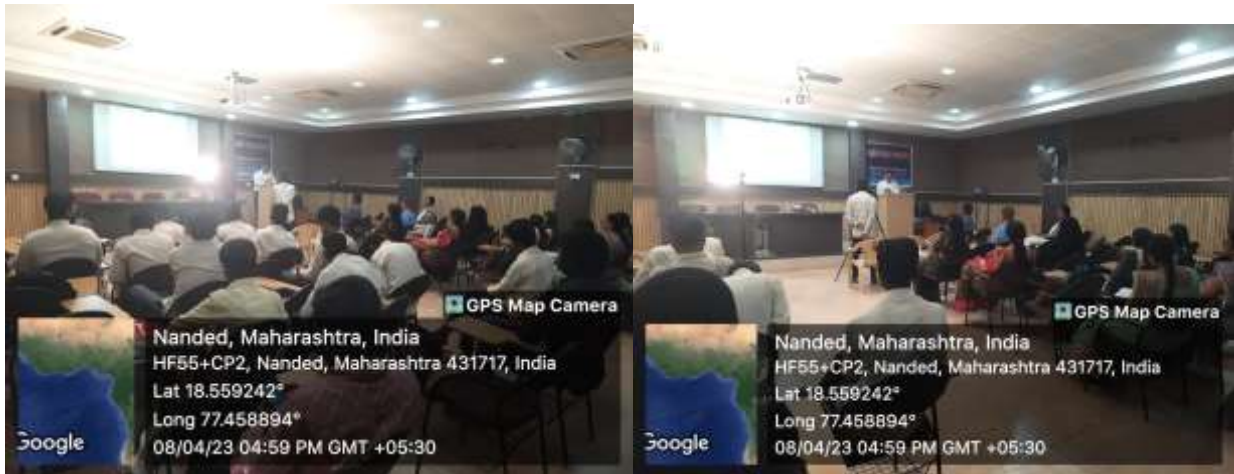 GPS Map Camera
Nanded, Maharashtra, India
HF55+CP2, Nanded, Maharashtra 431717, India
Lat 18.559242°
Long 77.458894°
08/04/23 04:59 PM GMT +05:30
Google
GPS Map Camera
Nanded, Maharashtra, India
HF55+CP2, Nanded, Maharashtra 431717, India
Lat 18.559242°
Long 77.458894°
08/04/23 04:59 PM GMT +05:30
Google